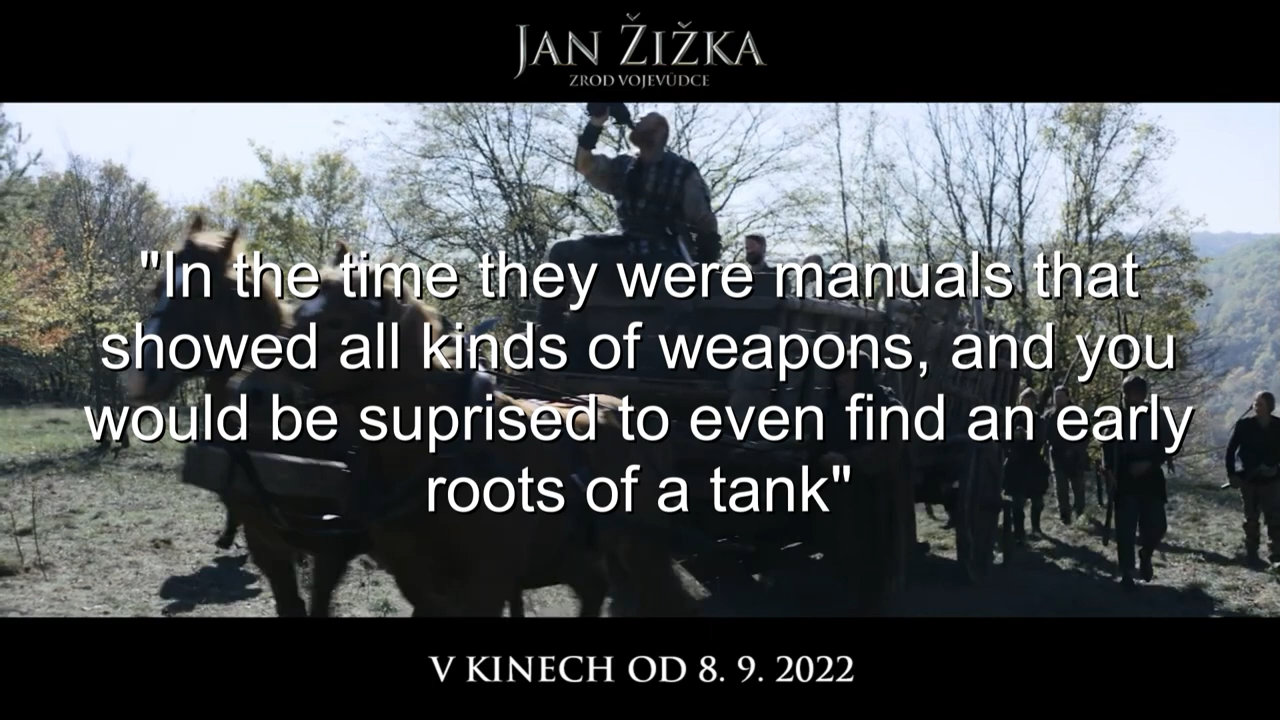 JAN ŽIŽKA
ZROD VOJEVŮDCE
"In the time they were manuals that
showed all kinds of weapons, and you
would be suprised to even find an early
roots of a tank"
V KINECH OD 8. 9. 2022